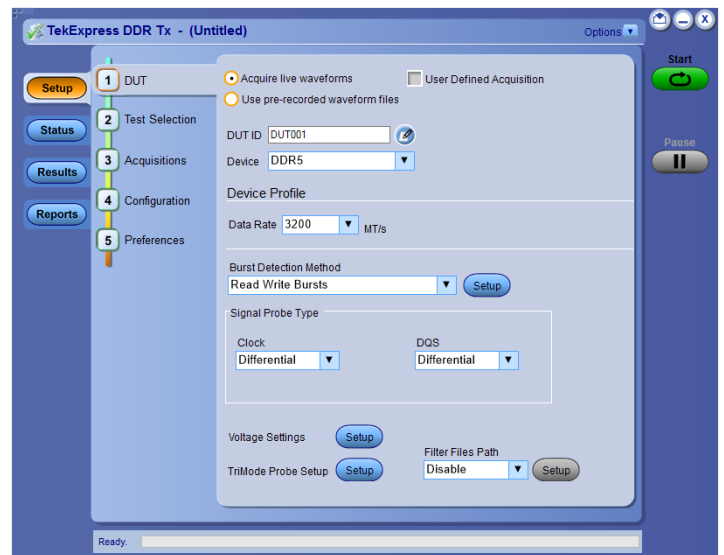 TekExpress DDR Tx - (Untitled)
Options
Start
Pause
Setup
Status
Results
Reports
1 DUT
2 Test Selection
3 Acquisitions
4 Configuration
5 Preferences
Acquire live waveforms
User Defined Acquisition
Use pre-recorded waveform files
DUT ID DUT001
Device DDR5
Device Profile
Data Rate 3200 MT/s
Burst Detection Method
Read Write Bursts Setup
Signal Probe Type
Clock DQS
Differential Differential
Voltage Settings Setup
Filter Files Path
TriMode Probe Setup Setup Disable Setup
Ready.